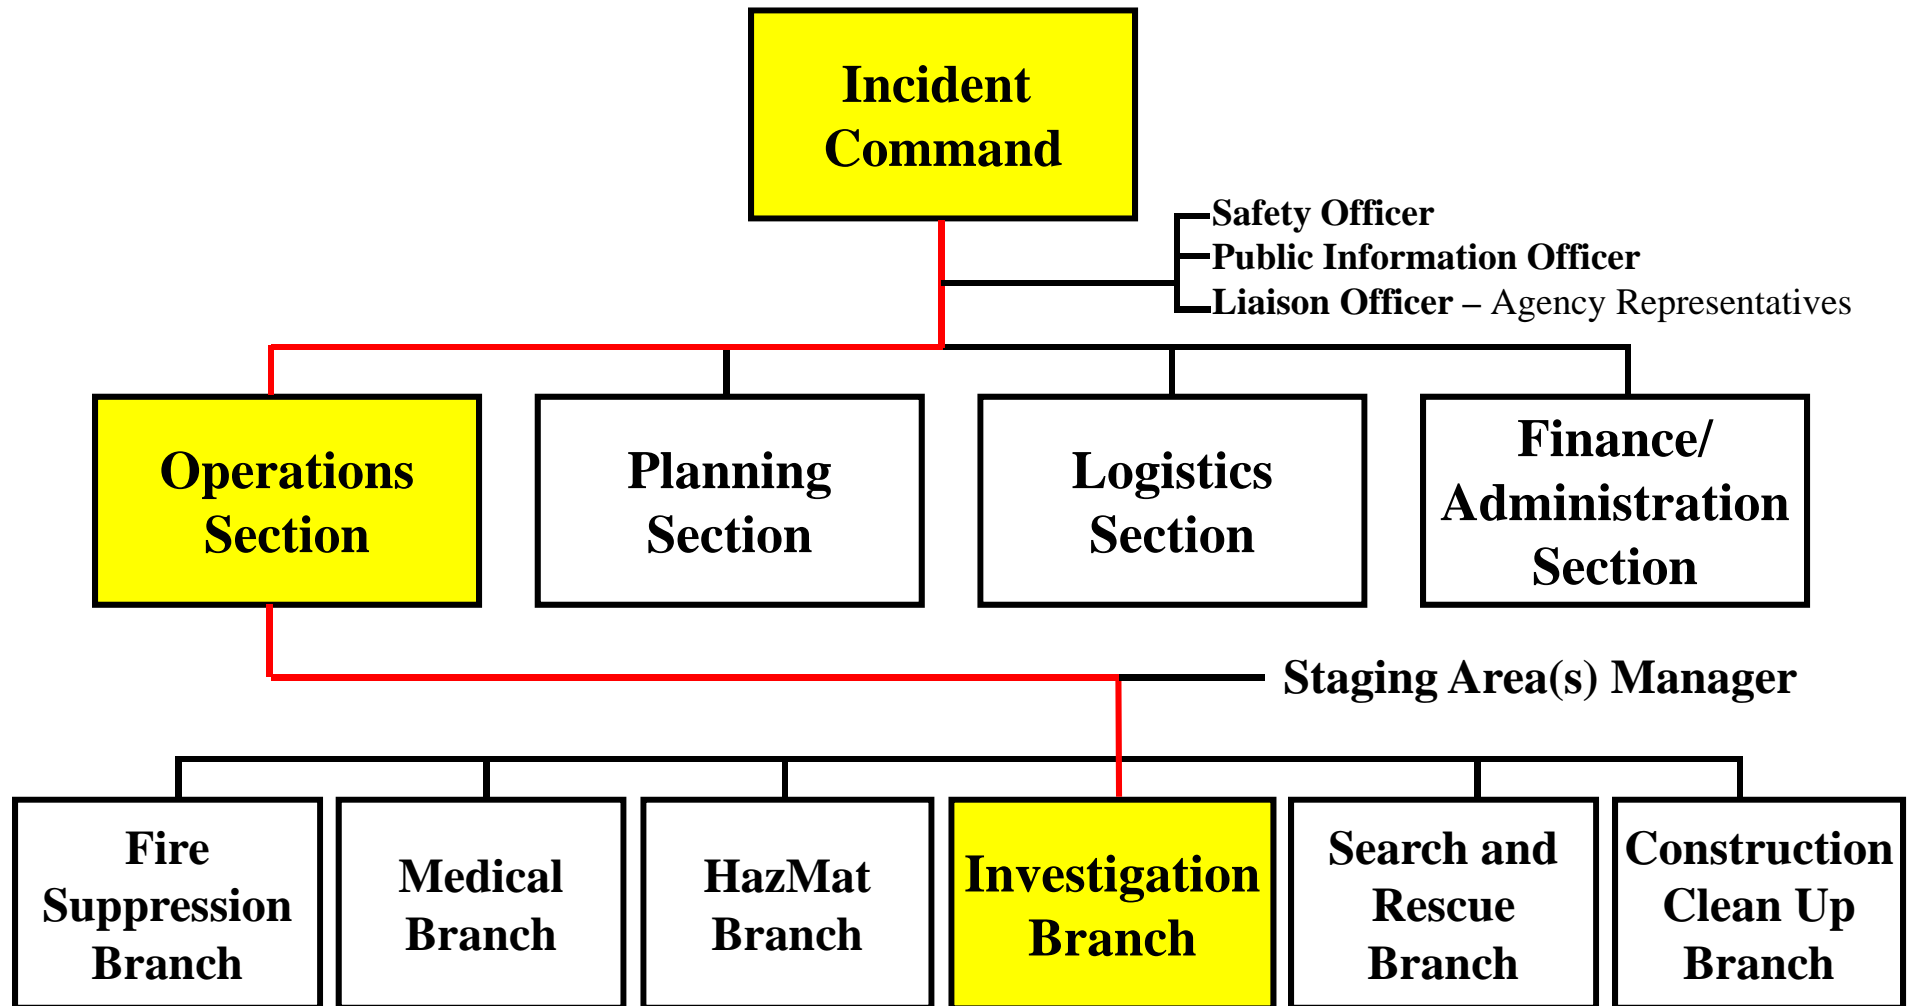 Incident
Command
Safety Officer
Public Information Officer
Liaison Officer – Agency Representatives
Operations
Section
Planning
Section
Logistics
Section
Finance/
Administration
Section
Staging Area(s) Manager
Fire
Suppression
Branch
Medical
Branch
HazMat
Branch
Investigation
Branch
Search and
Rescue
Branch
Construction
Clean Up
Branch